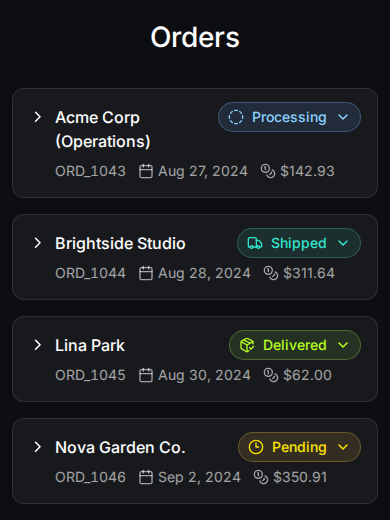 Orders
Acme Corp Processing
(Operations)
ORD_1043 Aug 27, 2024 $142.93
Brightside Studio Shipped
ORD_1044 Aug 28, 2024 $311.64
Lina Park Delivered
ORD_1045 Aug 30, 2024 $62.00
Nova Garden Co. Pending
ORD_1046 Sep 2, 2024 $350.91